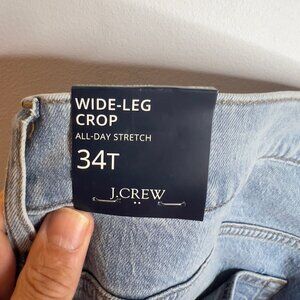 WIDE-LEG
CROP
ALL-DAY STRETCH
34T
J.CREW